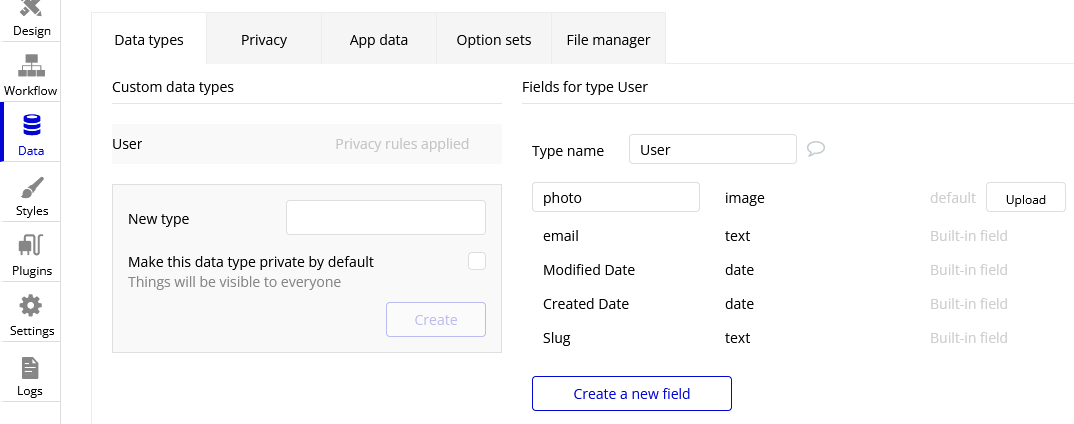 Design
Workflow
Data
Styles
Plugins
Settings
Logs
Data types
Privacy
App data
Option sets
File manager
Custom data types
User
Privacy rules applied
New type
Make this data type private by default
Things will be visible to everyone
Create
Fields for type User
Type name
User
photo image default Upload
email text Built-in field
Modified Date date Built-in field
Created Date date Built-in field
Slug text Built-in field
Create a new field